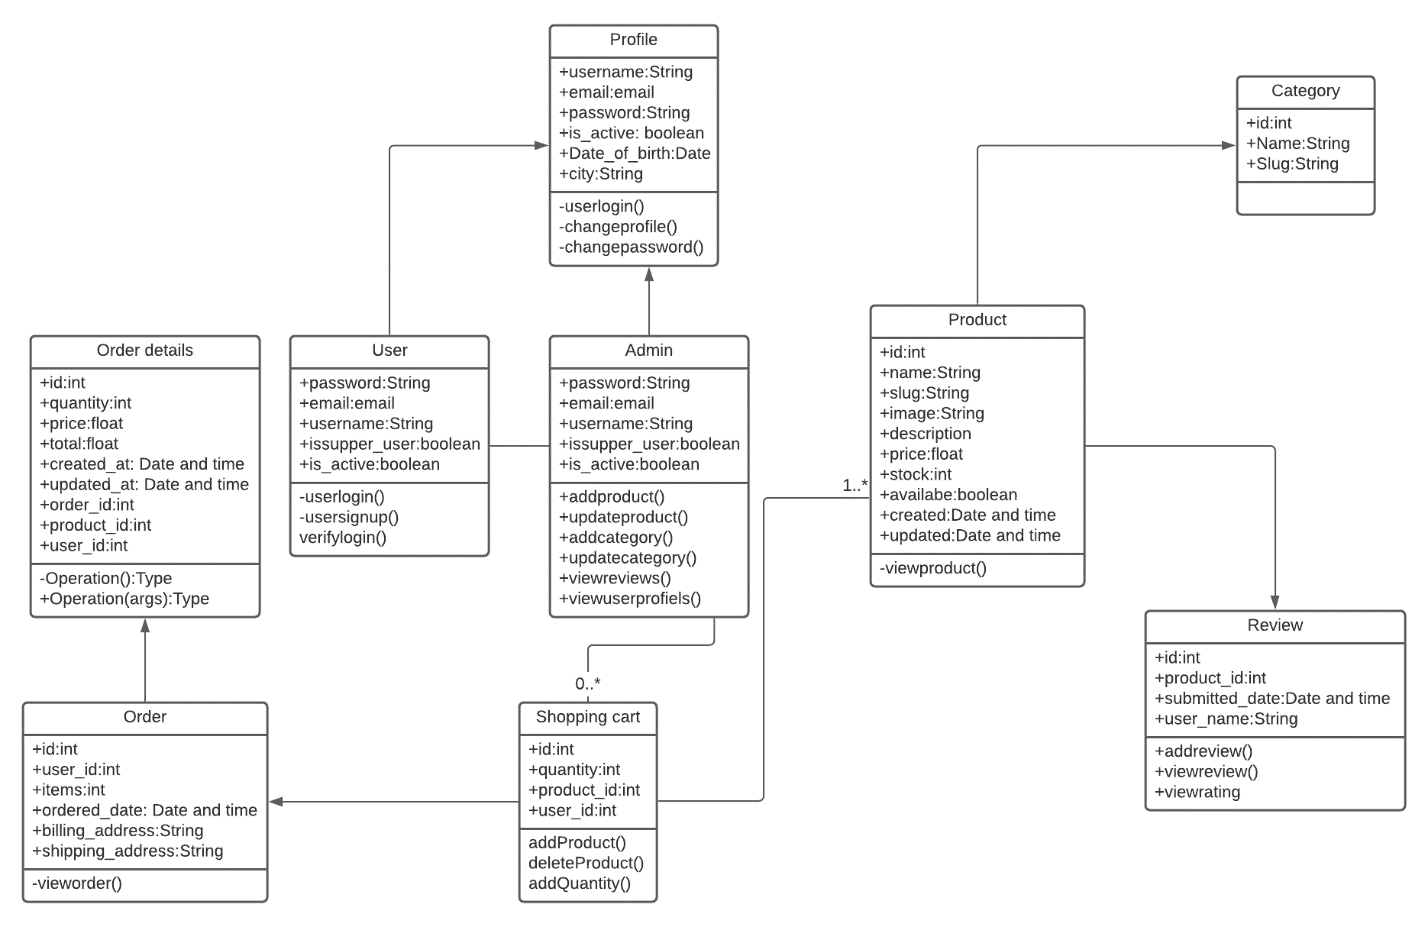 Profile
+username:String
+email:email
+password:String
+is_active: boolean
+Date_of_birth:Date
+city:String
-userlogin()
-changeprofile()
-changepassword()
Category
+id:int
+Name:String
+Slug:String
Order details
+id:int
+quantity:int
+price:float
+total:float
+created_at: Date and time
+updated_at: Date and time
+order_id:int
+product_id:int
+user_id:int
-Operation():Type
+Operation(args):Type
User
+password:String
+email:email
+username:String
+issupper_user:boolean
+is_active:boolean
-userlogin()
-usersignup()
verifylogin()
Admin
+password:String
+email:email
+username:String
+issupper_user:boolean
+is_active:boolean
+addproduct()
+updateproduct()
+addcategory()
+updatecategory()
+viewreviews()
+viewuserprofiels()
Product
+id:int
+name:String
+slug:String
+image:String
+description
+price:float
+stock:int
+availabe:boolean
+created:Date and time
+updated:Date and time
-viewproduct()
1..*
0..*
Order
+id:int
+user_id:int
+items:int
+ordered_date: Date and time
+billing_address:String
+shipping_address:String
-vieworder()
Shopping cart
+id:int
+quantity:int
+product_id:int
+user_id:int
addProduct()
deleteProduct()
addQuantity()
Review
+id:int
+product_id:int
+submitted_date:Date and time
+user_name:String
+addreview()
+viewreview()
+viewrating